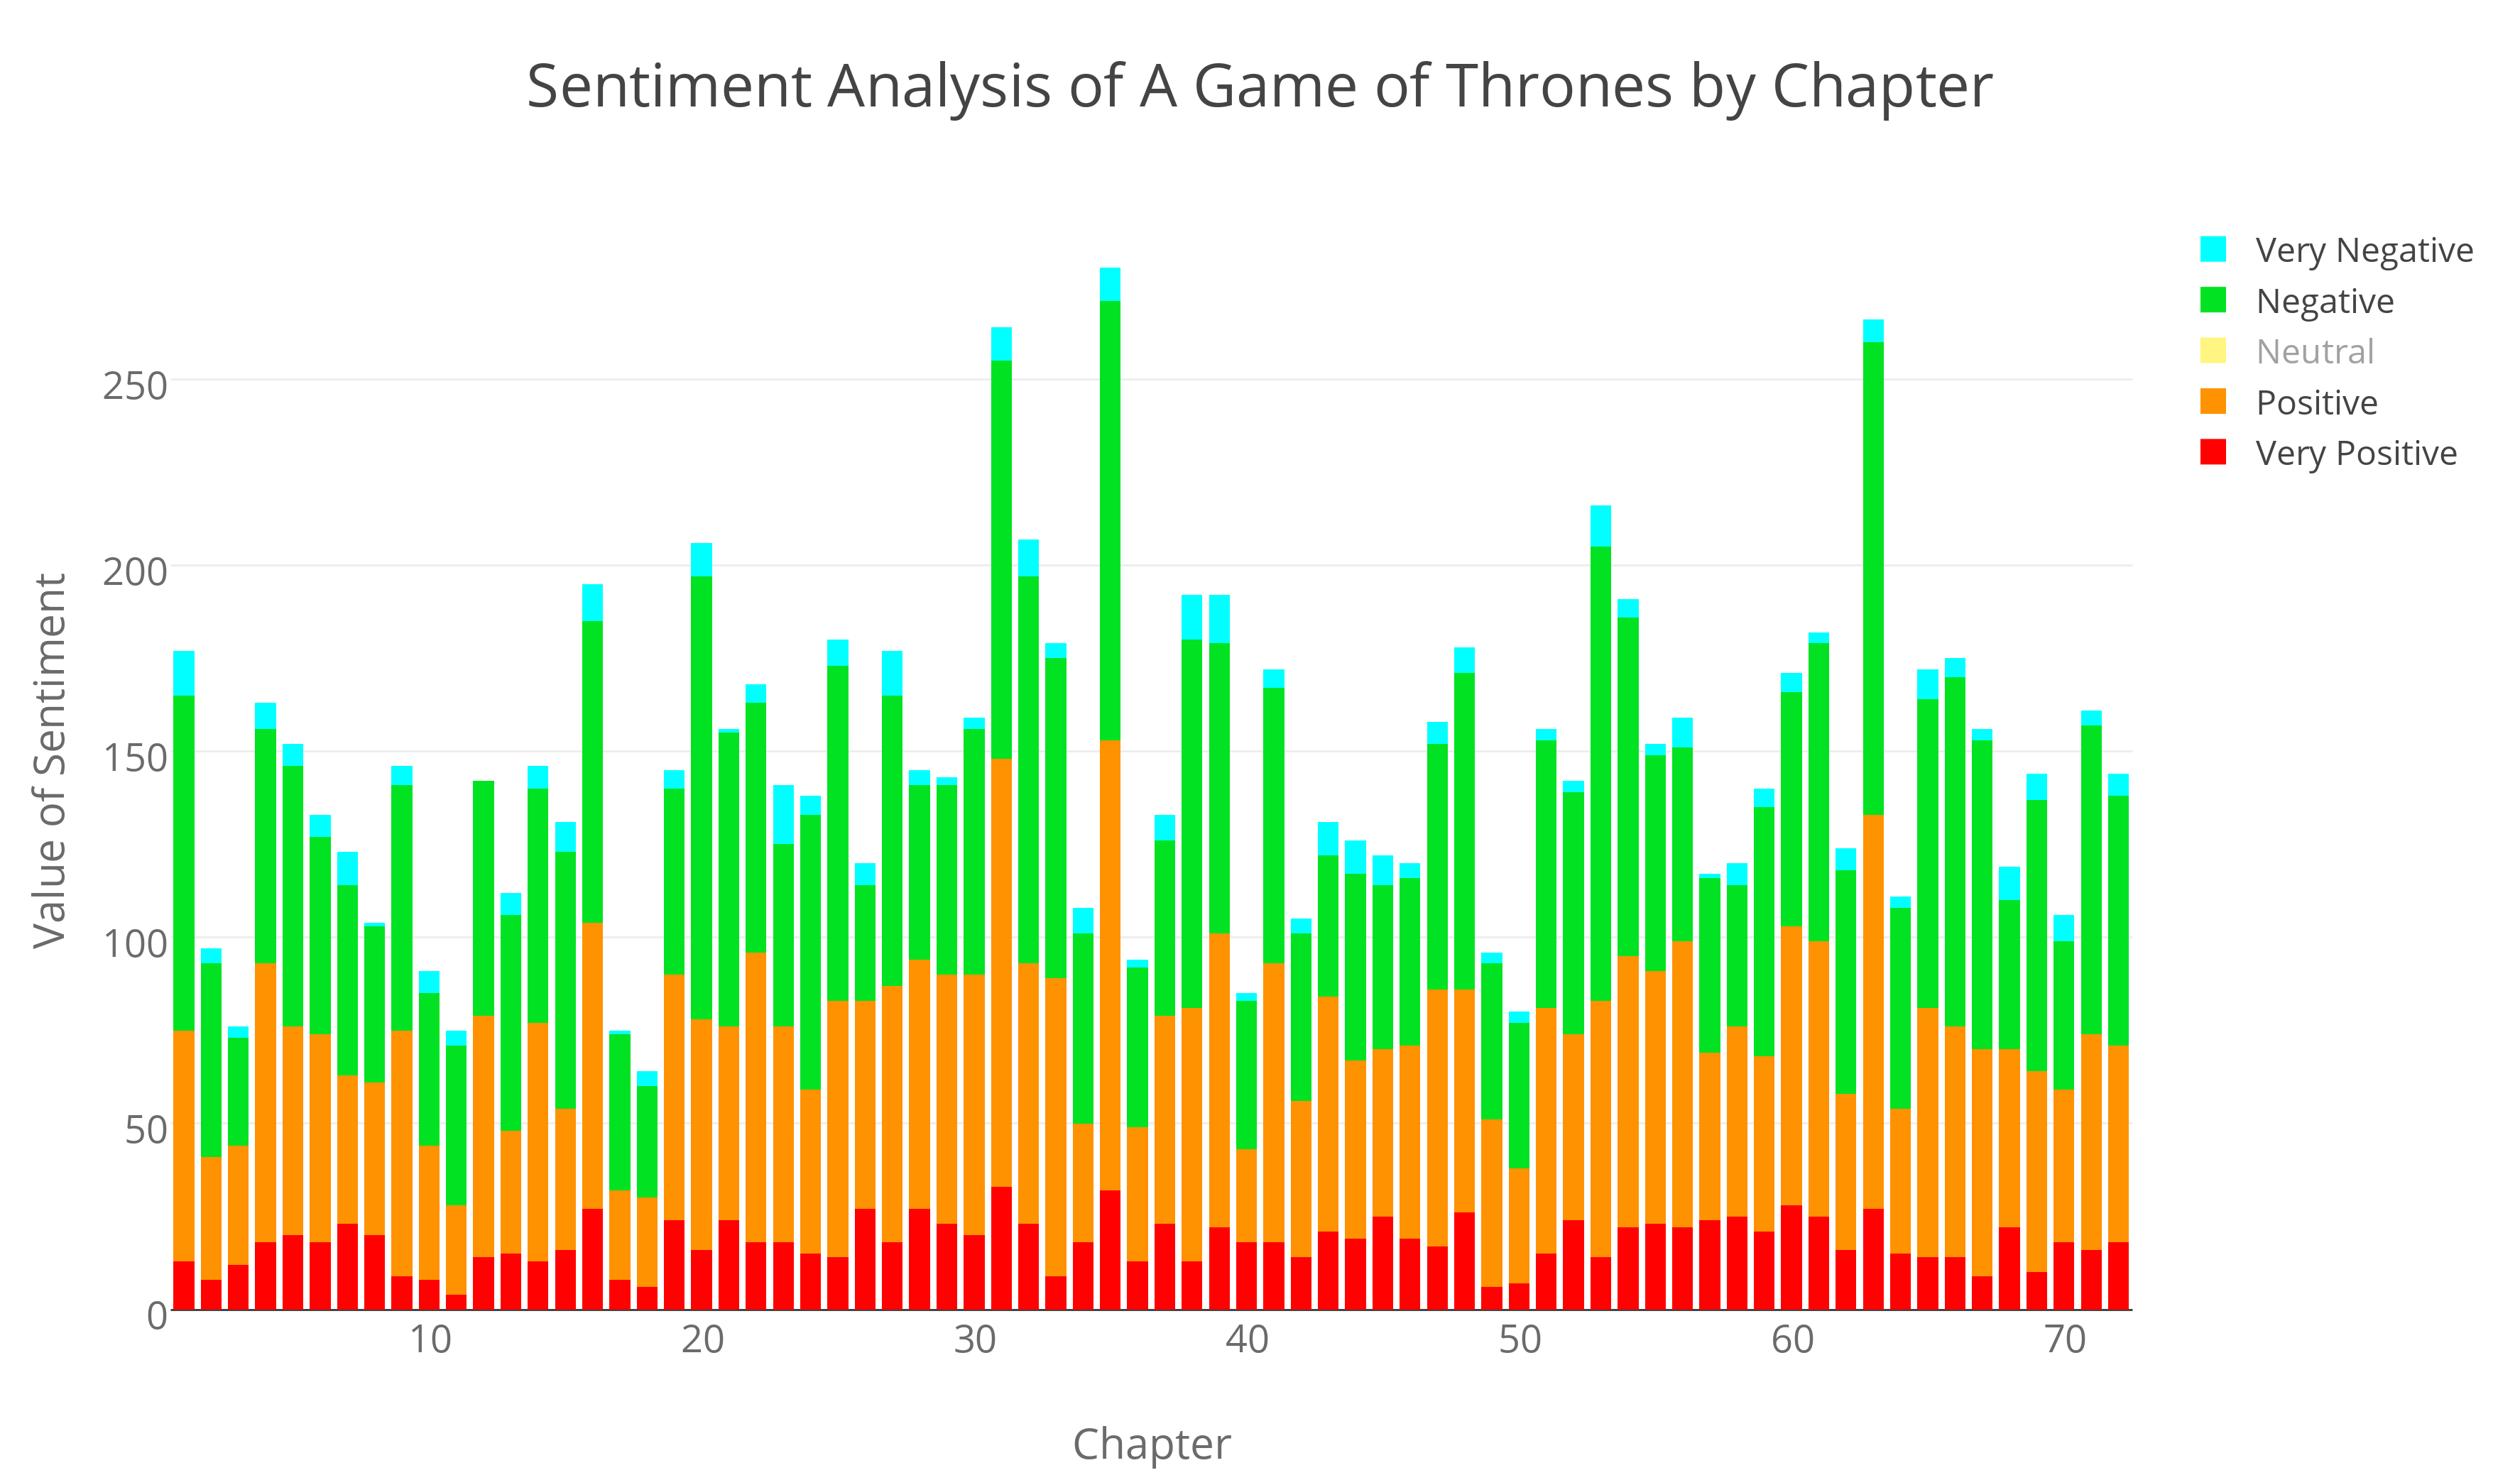 Sentiment Analysis of A Game of Thrones by Chapter
Very Negative
Negative
Neutral
Positive
Very Positive
Value of Sentiment
250
200
150
100
50
0
10 20 30 40 50 60 70
Chapter